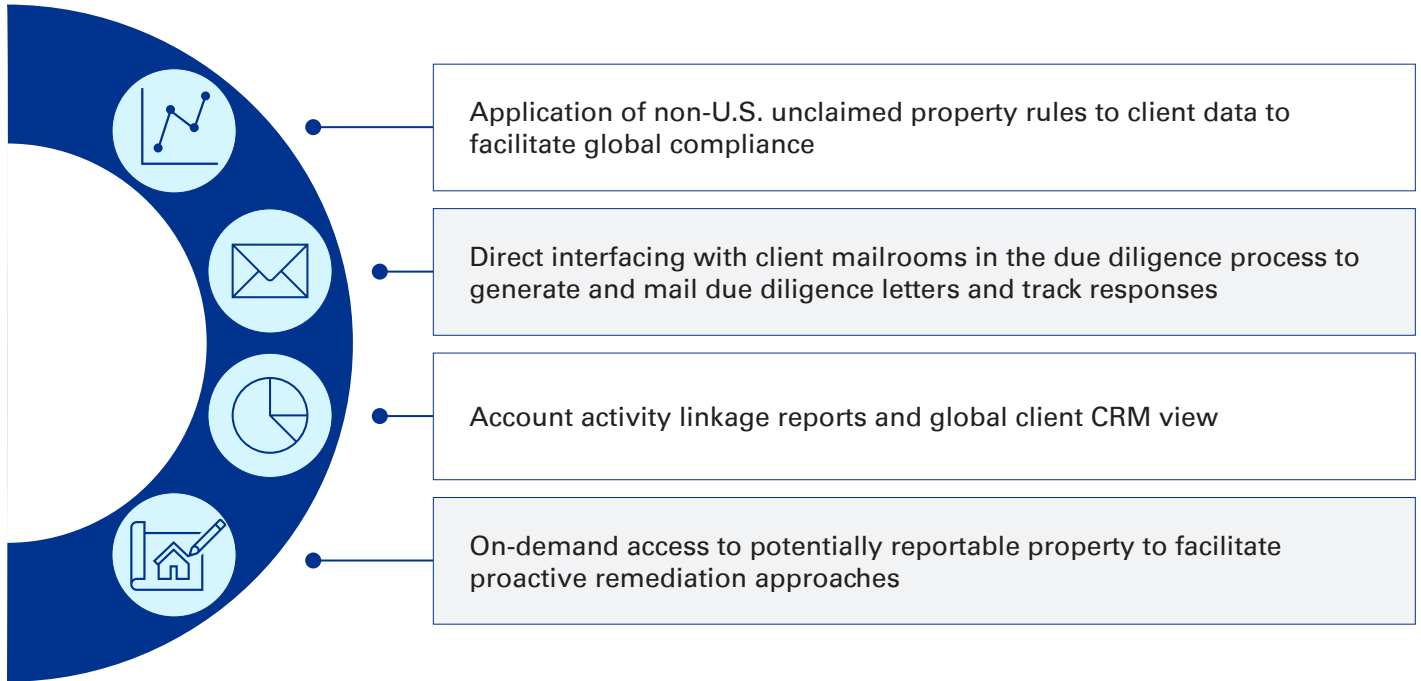 Application of non-U.S. unclaimed property rules to client data to
facilitate global compliance
Direct interfacing with client mailrooms in the due diligence process to
generate and mail due diligence letters and track responses
Account activity linkage reports and global client CRM view
On-demand access to potentially reportable property to facilitate
proactive remediation approaches